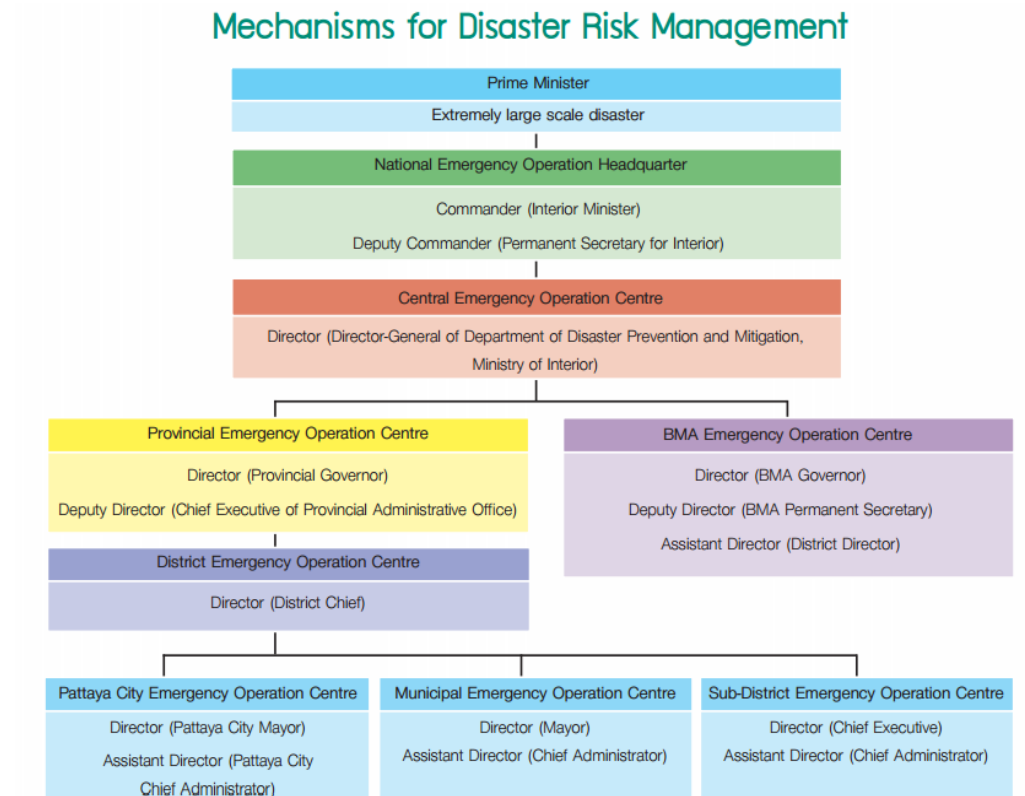 Mechanisms for Disaster Risk Management
Prime Minister
Extremely large scale disaster
National Emergency Operation Headquarter
Commander (Interior Minister)
Deputy Commander (Permanent Secretary for Interior)
Central Emergency Operation Centre
Director (Director-General of Department of Disaster Prevention and Mitigation,
Ministry of Interior)
Provincial Emergency Operation Centre
Director (Provincial Governor)
Deputy Director (Chief Executive of Provincial Administrative Office)
BMA Emergency Operation Centre
Director (BMA Governor)
Deputy Director (BMA Permanent Secretary)
Assistant Director (District Director)
District Emergency Operation Centre
Director (District Chief)
Pattaya City Emergency Operation Centre
Director (Pattaya City Mayor)
Assistant Director (Pattaya City
Chief Administrator)
Municipal Emergency Operation Centre
Director (Mayor)
Assistant Director (Chief Administrator)
Sub-District Emergency Operation Centre
Director (Chief Executive)
Assistant Director (Chief Administrator)